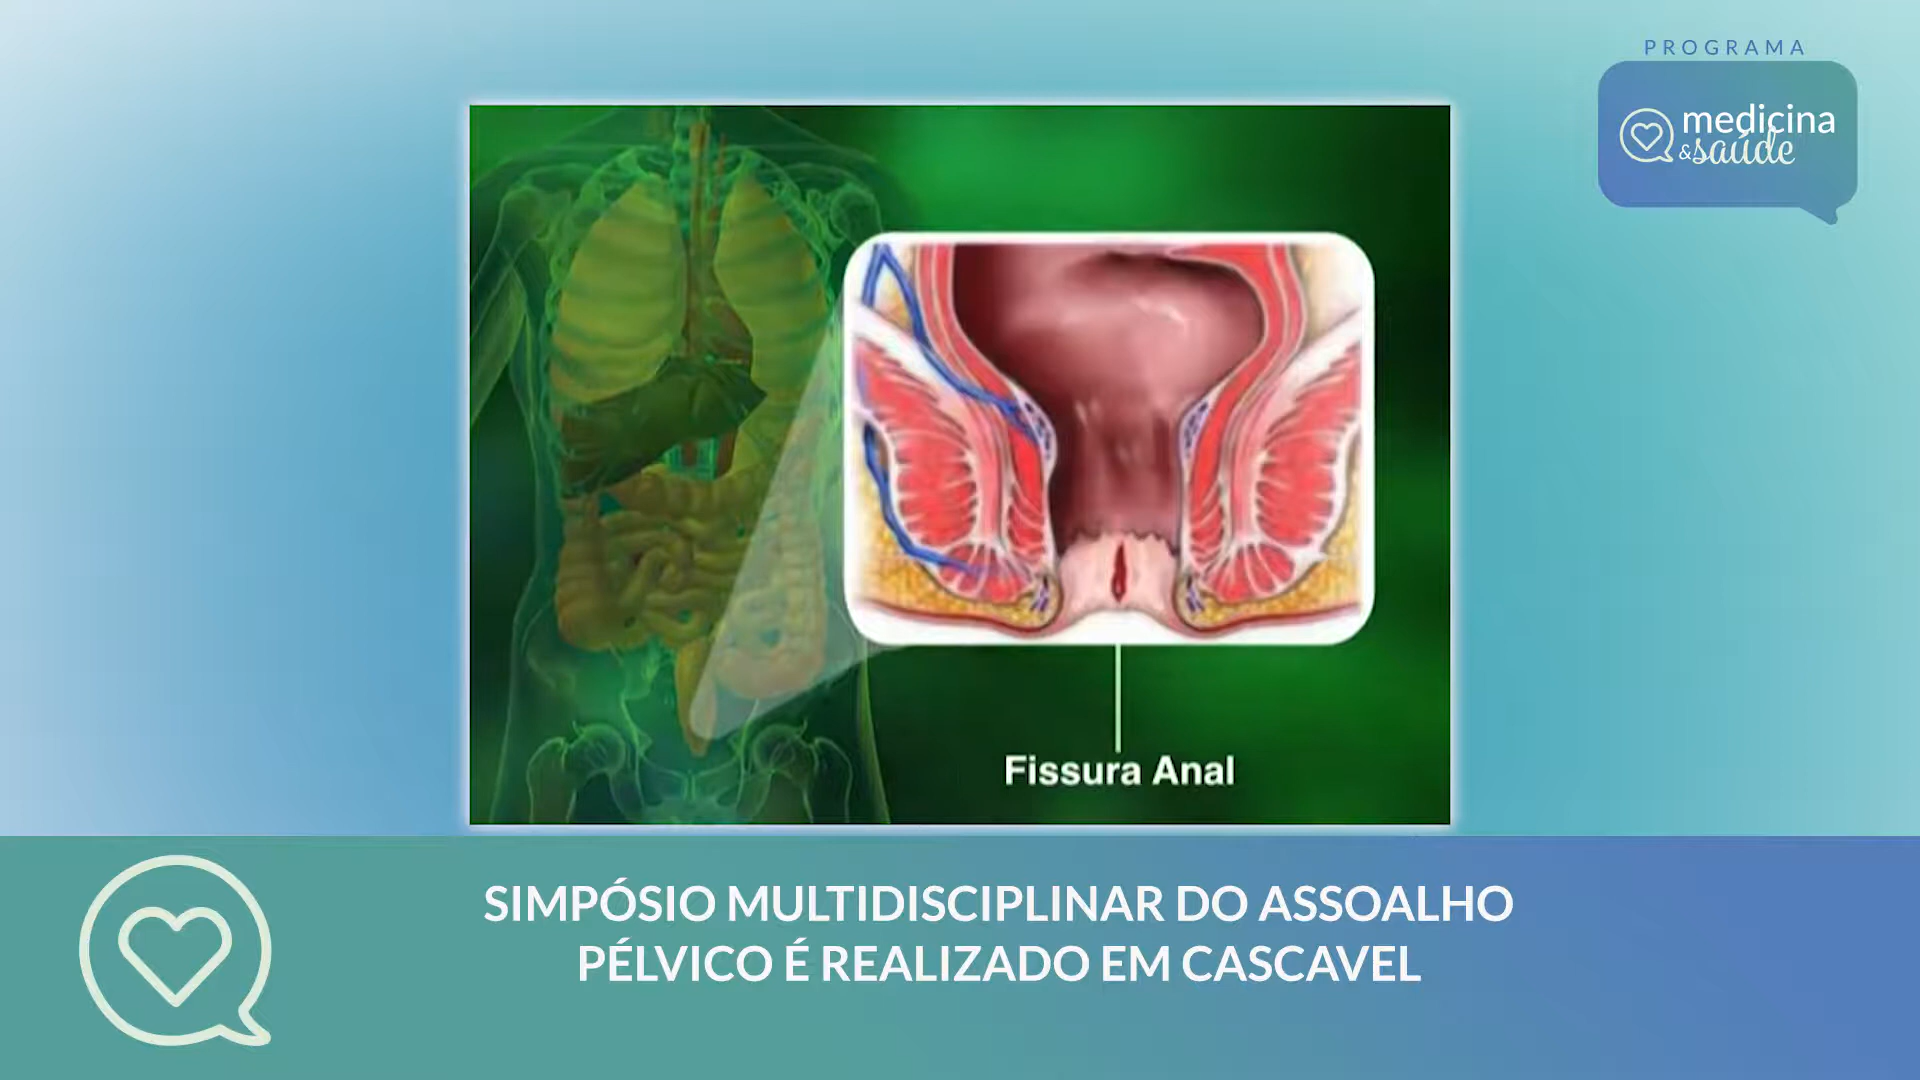 PROGRAMA
medicina
&saúde
Fissura Anal
SIMPÓSIO MULTIDISCIPLINAR DO ASSOALHO
PÉLVICO É REALIZADO EM CASCAVEL